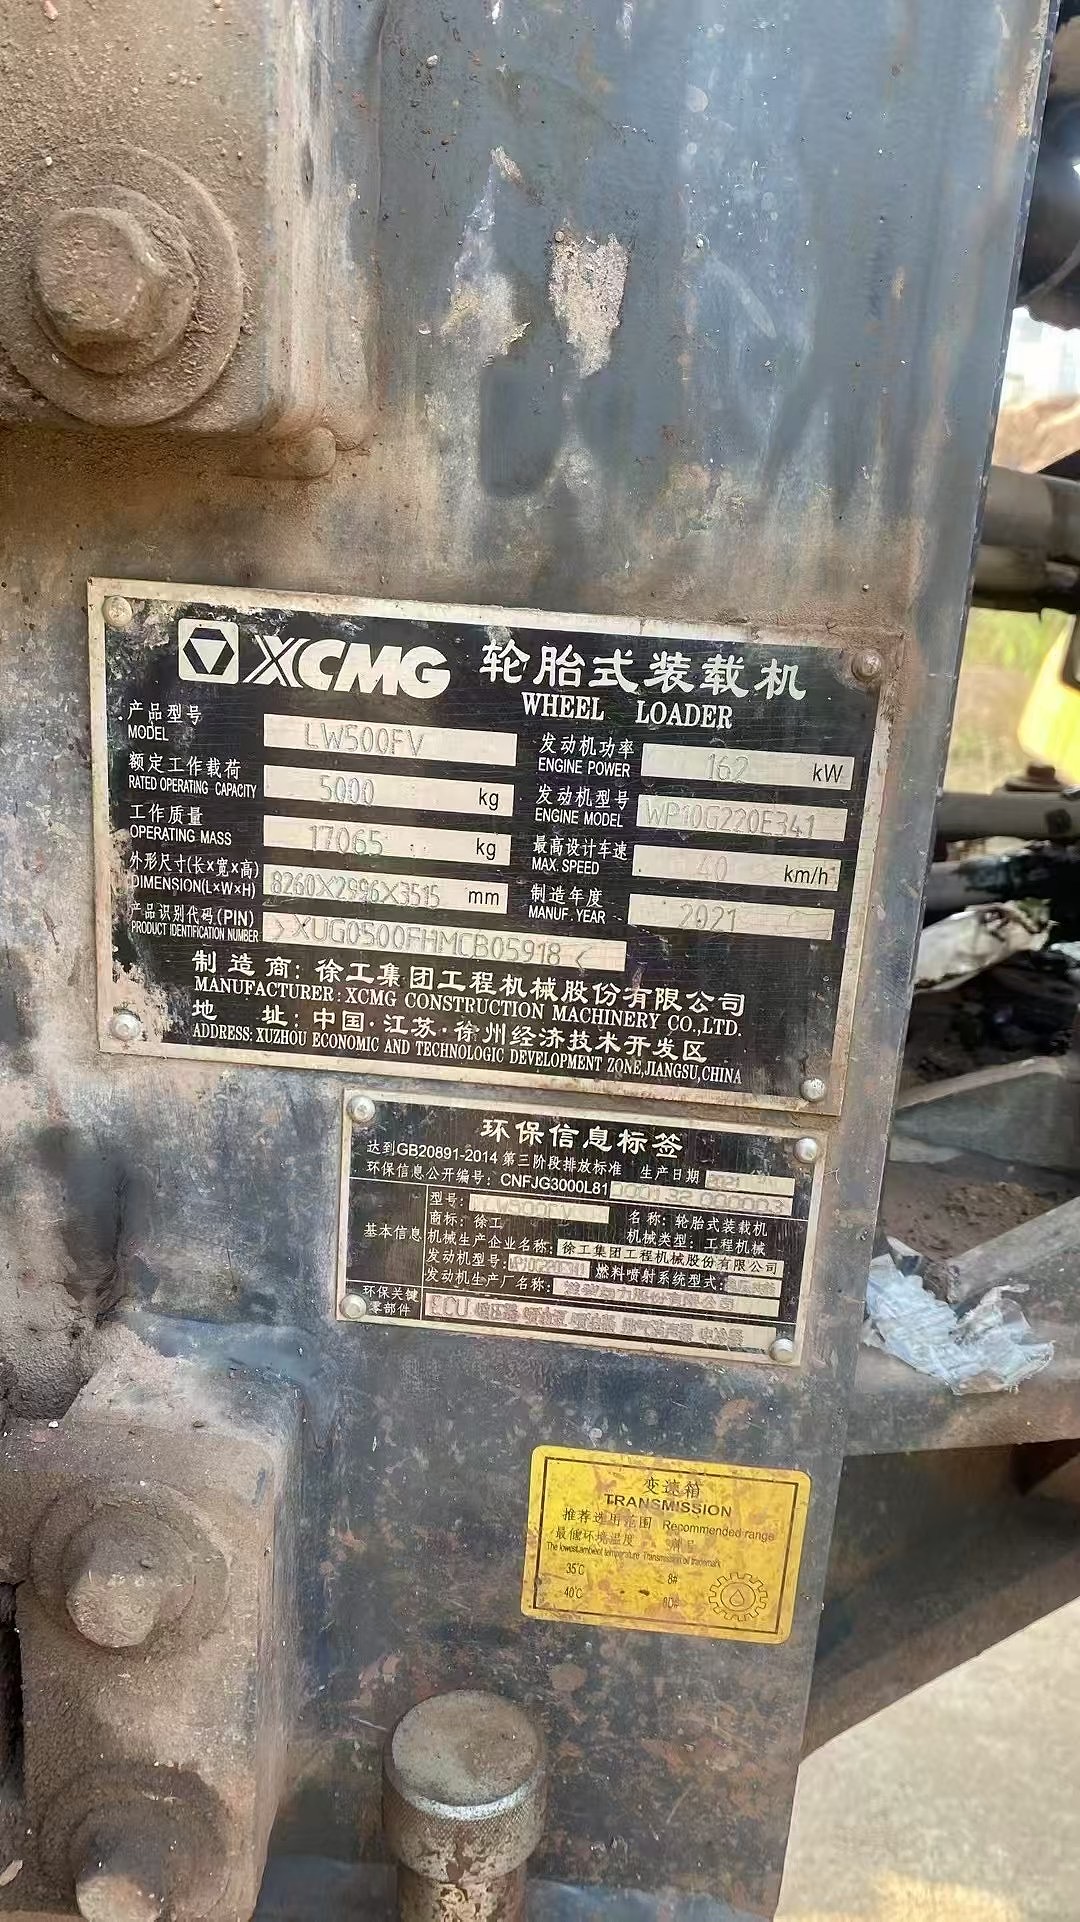 XCMG 轮胎式装载机
WHEEL LOADER
产品型号 MODEL LW500FV
发动机功率 ENGINE POWER 162 kW
额定工作载荷 RATED OPERATING CAPACITY 5000 kg
发动机型号 ENGINE MODEL WP10G220E341
工作质量 OPERATING MASS 17065 kg
最高设计车速 MAX. SPEED 40 km/h
外形尺寸(长×宽×高) DIMENSION(L×W×H) 8260×2996×3515 mm
制造年度 MANUF. YEAR 2021
产品识别代码(PIN) PRODUCT IDENTIFICATION NUMBER >XUG0500FHMCB05918<
制造商: 徐工集团工程机械股份有限公司
MANUFACTURER: XCMG CONSTRUCTION MACHINERY CO.,LTD.
地 址: 中国·江苏·徐州经济技术开发区
ADDRESS: XUZHOU ECONOMIC AND TECHNOLOGIC DEVELOPMENT ZONE,JIANGSU,CHINA
环保信息标签
达到GB20891-2014 第三阶段排放标准 生产日期 2021
环保信息公开编号: CNFJG3000L81000132 000003
基本信息
型号: LW500FV 名称: 轮胎式装载机
商标: 徐工 机械类型: 工程机械
机械生产企业名称: 徐工集团工程机械股份有限公司
发动机型号: 燃料喷射系统型式:
发动机生产厂名称:
环保关键零部件 ECU
变速箱
TRANSMISSION
推荐选用范围 Recommended range
最低环境温度
The lowest ambient temperature Transmission oil trademark
35℃ 8#
40℃